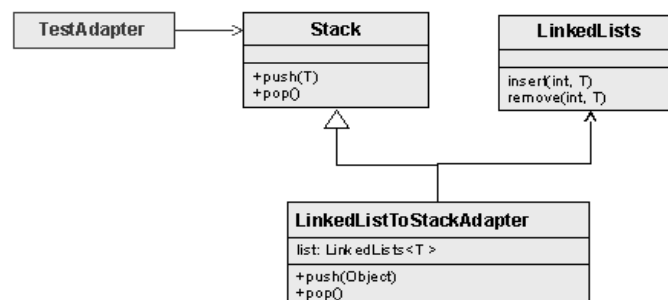 TestAdapter
Stack
+push(T)
+pop()
LinkedLists
insert(int, T)
remove(int, T)
LinkedListToStackAdapter
list: LinkedLists<T >
+push(Object)
+pop()